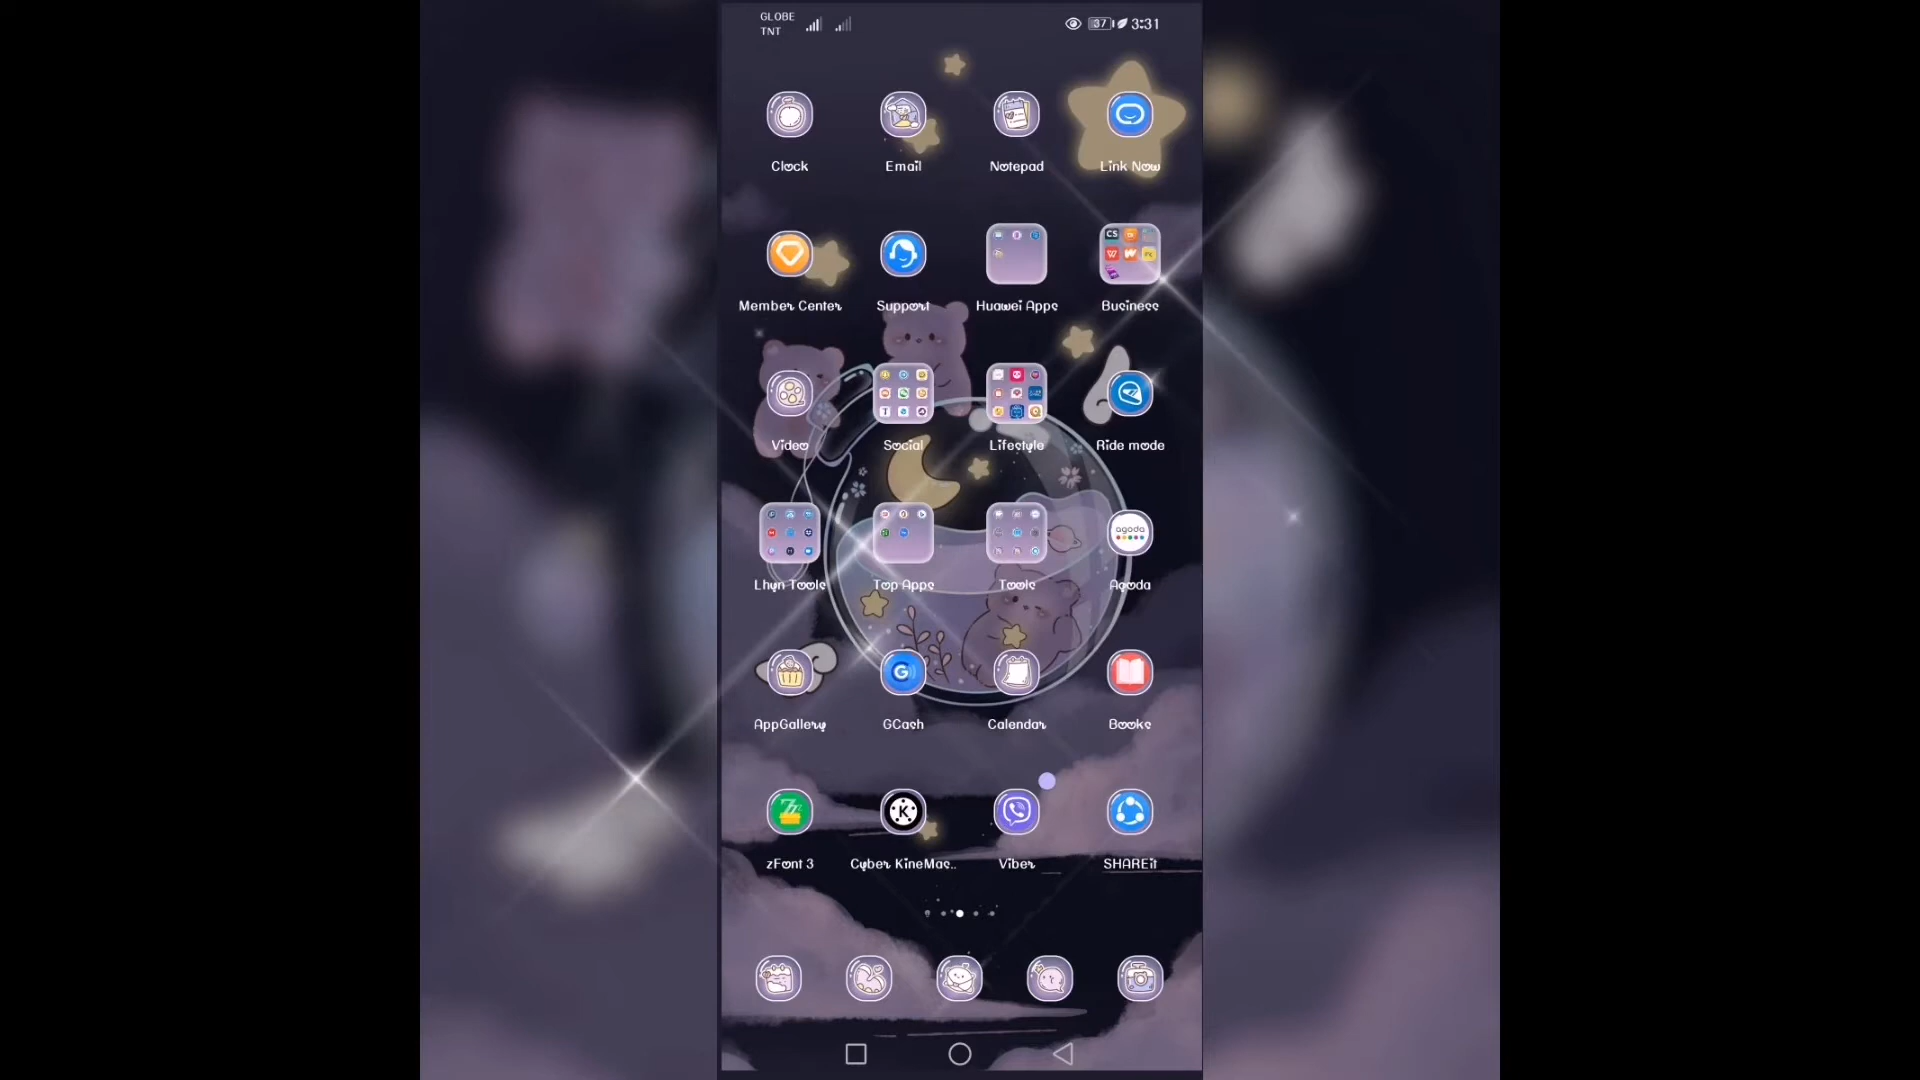 GLOBE
TNT
37 3:31
Clock Email Notepad Link Now
Member Center Support Huawei Apps Business
Video Social Lifestyle Ride mode
Lhyn Tools Top Apps Tools Agoda
AppGallery GCash Calendar Books
zFont 3 Cyber KineMas.. Viber SHAREit